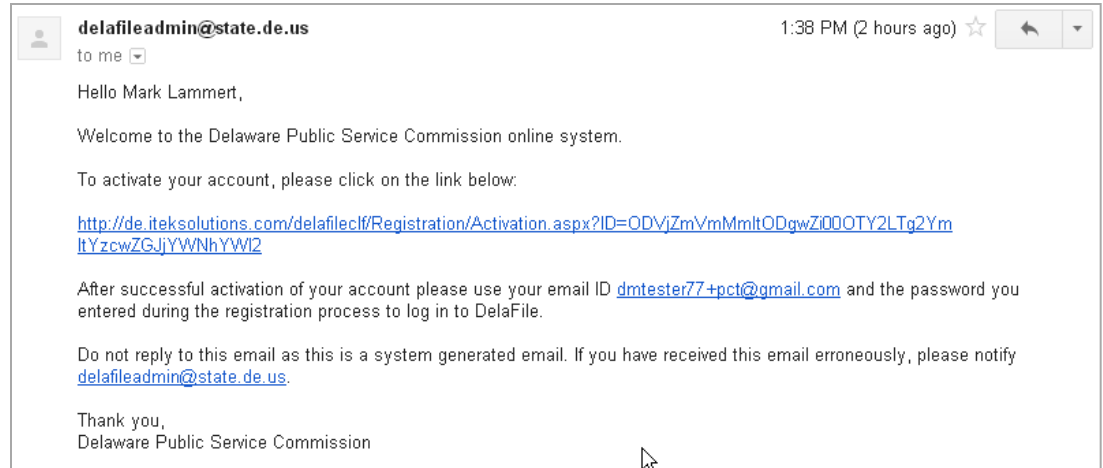 delafileadmin@state.de.us 1:38 PM (2 hours ago)
to me
Hello Mark Lammert,
Welcome to the Delaware Public Service Commission online system.
To activate your account, please click on the link below:
http://de.iteksolutions.com/delafileclf/Registration/Activation.aspx?ID=ODVjZmVmMmItODgwZi00OTY2LTg2Ym
ItYzcwZGJjYWNhYWI2
After successful activation of your account please use your email ID dmtester77+pct@gmail.com and the password you
entered during the registration process to log in to DelaFile.
Do not reply to this email as this is a system generated email. If you have received this email erroneously, please notify
delafileadmin@state.de.us.
Thank you,
Delaware Public Service Commission